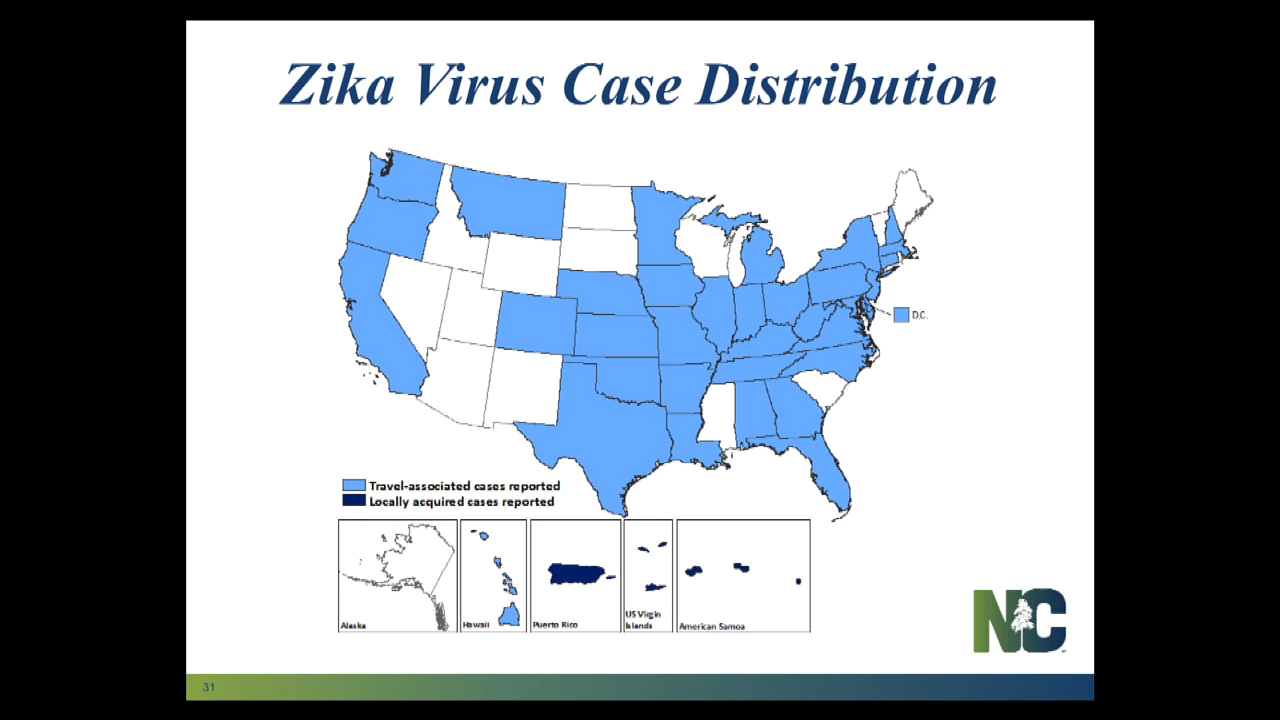 Zika Virus Case Distribution
D.C.
Travel-associated cases reported
Locally acquired cases reported
Alaska
Hawaii
Puerto Rico
US Virgin
Islands
American Samoa
NC
31